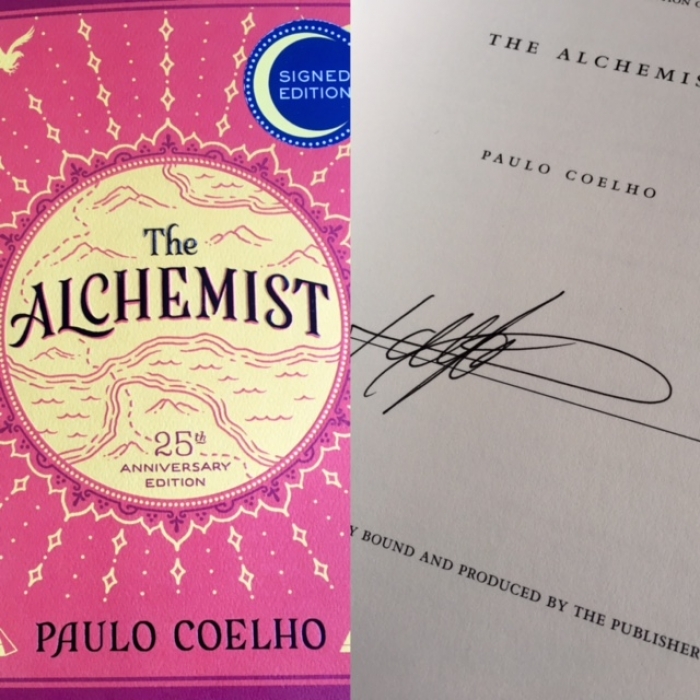 SIGNED
EDITION
The
ALCHEMIST
25th
ANNIVERSARY
EDITION
PAULO COELHO
THE ALCHEMIS
PAULO COELHO
Y BOUND AND PRODUCED BY THE PUBLISHER